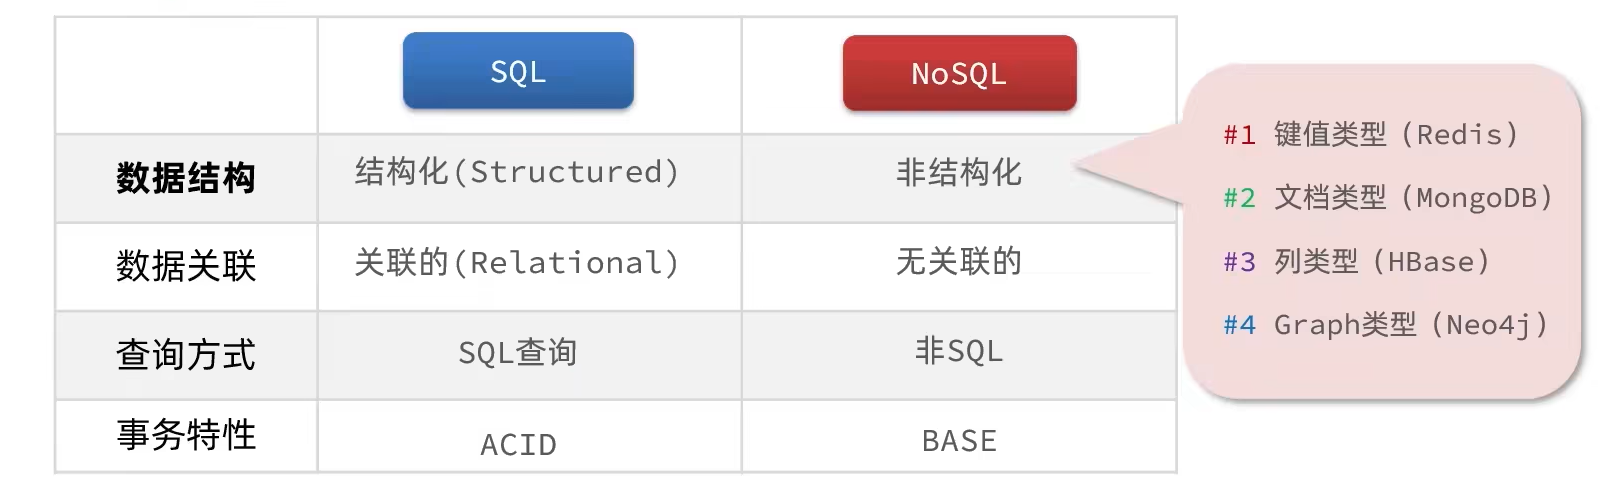 SQL
NoSQL
数据结构
结构化(Structured)
非结构化
数据关联
关联的(Relational)
无关联的
查询方式
SQL查询
非SQL
事务特性
ACID
BASE
#1 键值类型（Redis）
#2 文档类型（MongoDB）
#3 列类型（HBase）
#4 Graph类型（Neo4j）